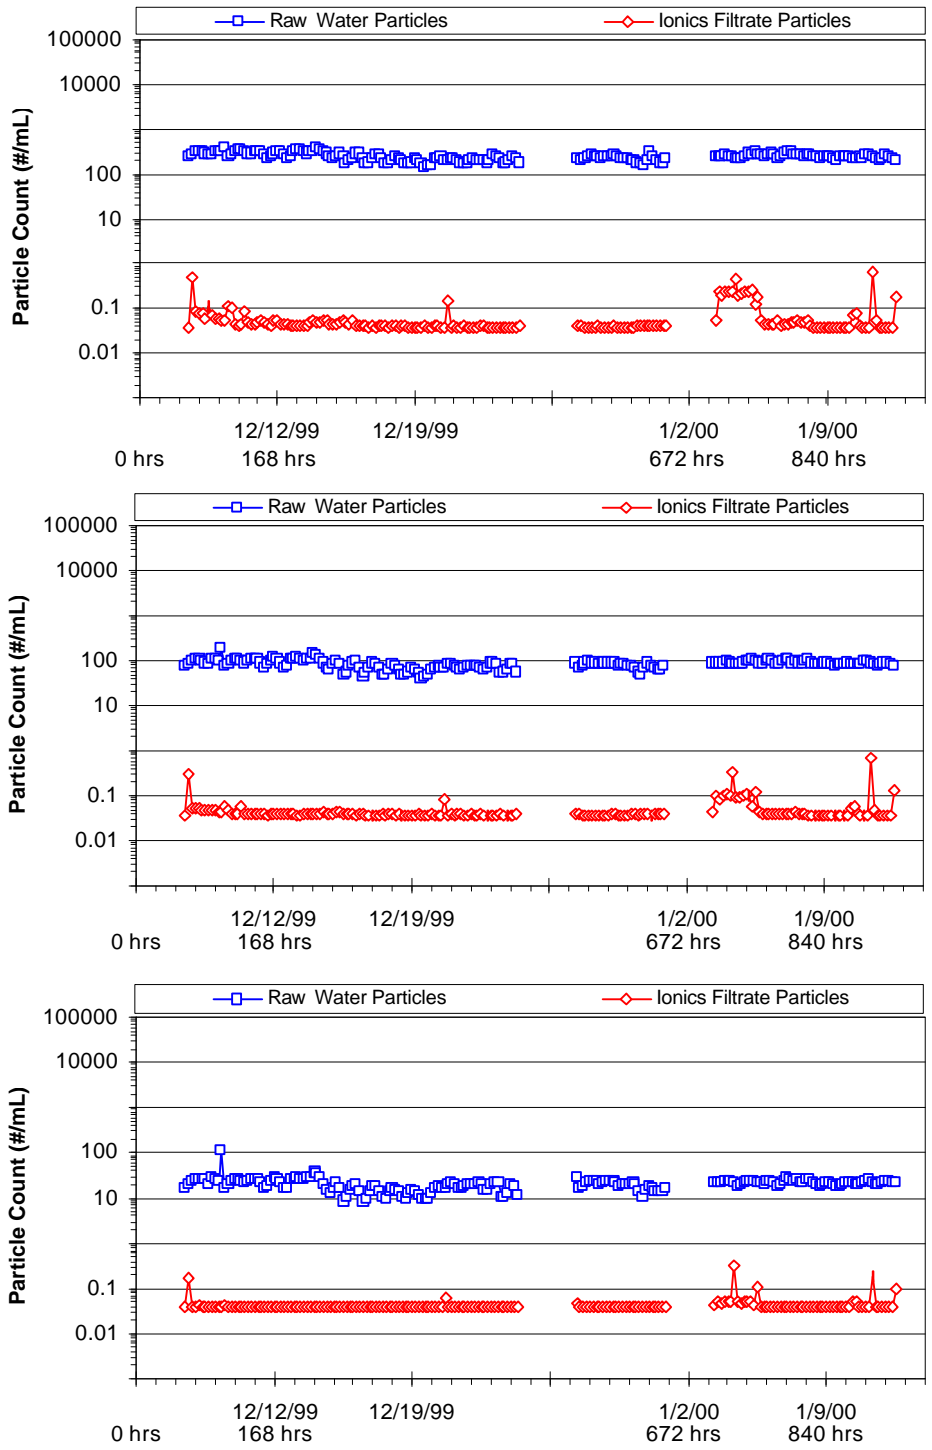 Raw Water Particles Ionics Filtrate Particles
Particle Count (#/mL)
100000
10000
100
10
0.1
0.01
12/12/99 12/19/99 1/2/00 1/9/00
0 hrs 168 hrs 672 hrs 840 hrs
Raw Water Particles Ionics Filtrate Particles
Particle Count (#/mL)
100000
10000
100
10
0.1
0.01
12/12/99 12/19/99 1/2/00 1/9/00
0 hrs 168 hrs 672 hrs 840 hrs
Raw Water Particles Ionics Filtrate Particles
Particle Count (#/mL)
100000
10000
100
10
0.1
0.01
12/12/99 12/19/99 1/2/00 1/9/00
0 hrs 168 hrs 672 hrs 840 hrs